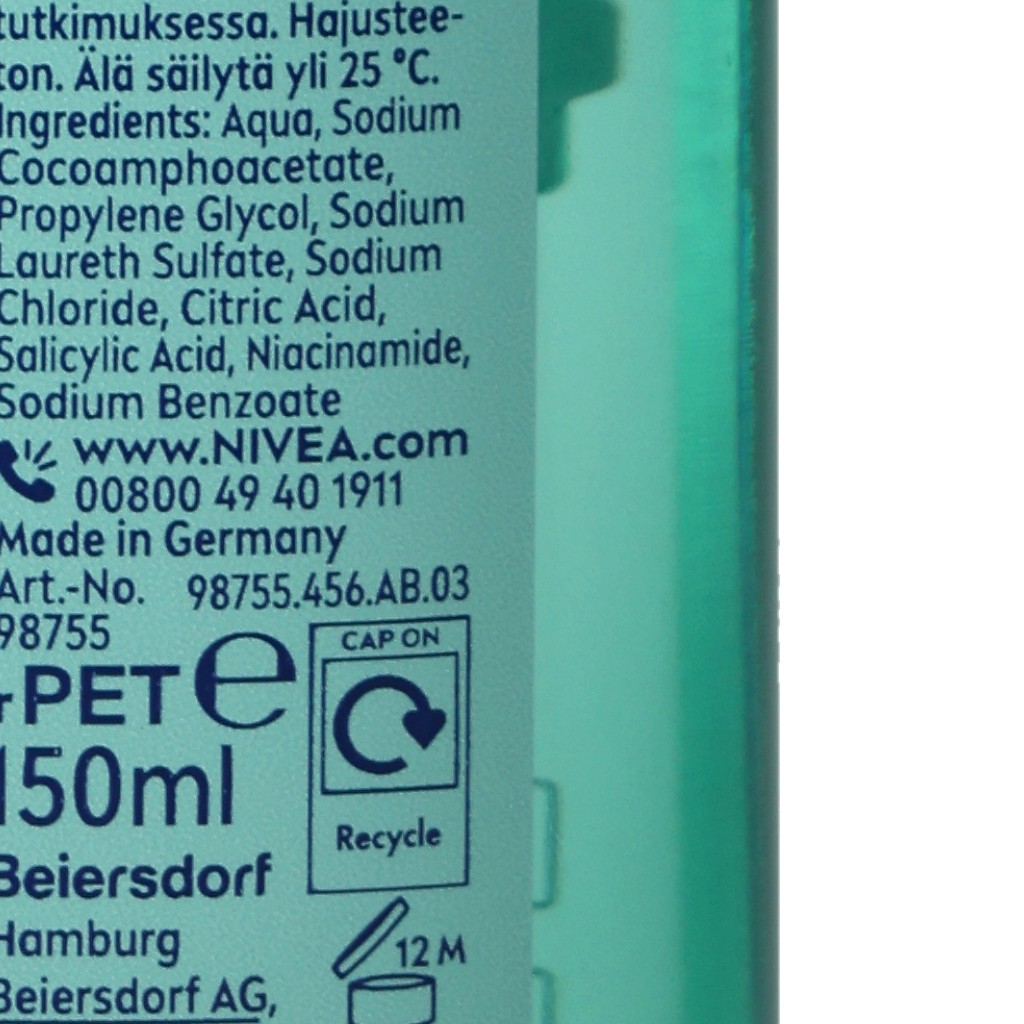 tutkimuksessa. Hajustee-
ton. Älä säilytä yli 25 °C.
Ingredients: Aqua, Sodium
Cocoamphoacetate,
Propylene Glycol, Sodium
Laureth Sulfate, Sodium
Chloride, Citric Acid,
Salicylic Acid, Niacinamide,
Sodium Benzoate
www.NIVEA.com
00800 49 40 1911
Made in Germany
Art.-No. 98755.456.AB.03
98755
rPET e
150ml
CAP ON
Recycle
Beiersdorf
Hamburg
12 M
Beiersdorf AG,